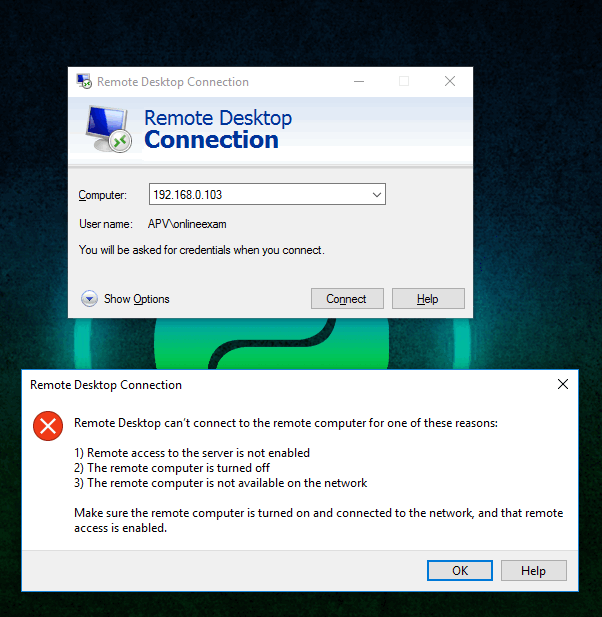 Remote Desktop Connection
Remote Desktop
Connection
Computer: 192.168.0.103
User name: APV\onlineexam
You will be asked for credentials when you connect.
Show Options Connect Help
Remote Desktop Connection
Remote Desktop can't connect to the remote computer for one of these reasons:
1) Remote access to the server is not enabled
2) The remote computer is turned off
3) The remote computer is not available on the network
Make sure the remote computer is turned on and connected to the network, and that remote
access is enabled.
OK Help